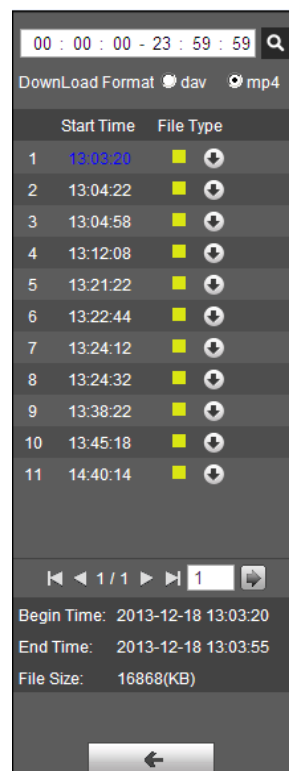 00 : 00 : 00 - 23 : 59 : 59
DownLoad Format dav mp4
Start Time File Type
1 13:03:20
2 13:04:22
3 13:04:58
4 13:12:08
5 13:21:22
6 13:22:44
7 13:24:12
8 13:24:32
9 13:38:22
10 13:45:18
11 14:40:14
1 / 1 1
Begin Time: 2013-12-18 13:03:20
End Time: 2013-12-18 13:03:55
File Size: 16868(KB)